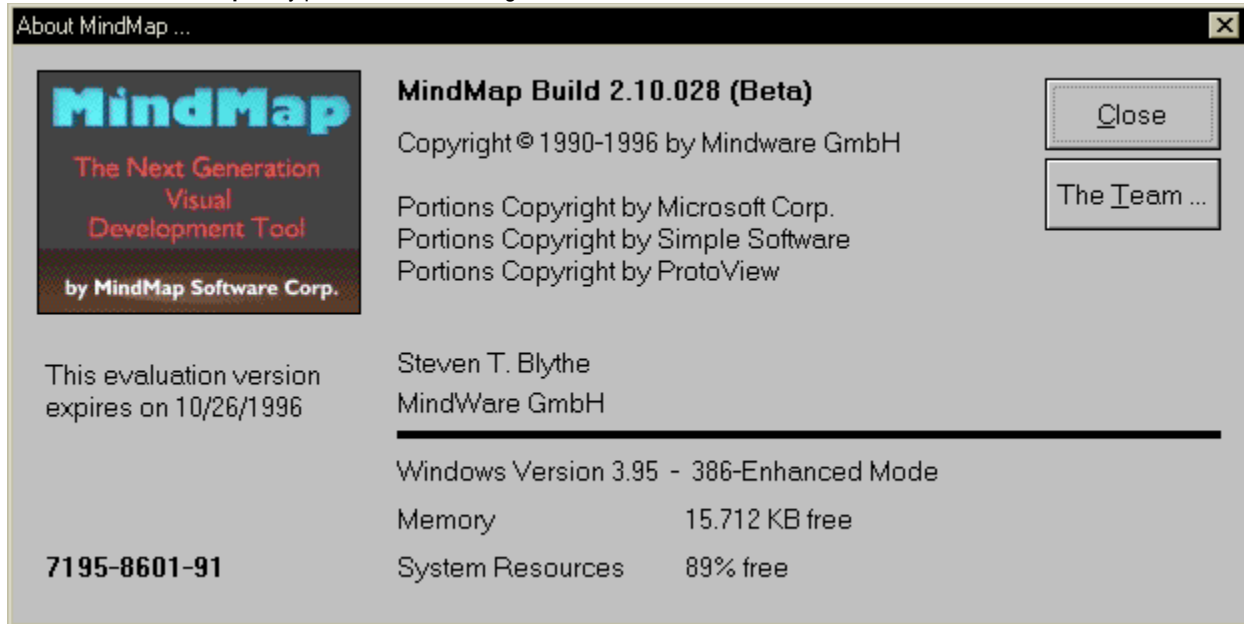 About MindMap ...
MindMap
The Next Generation
Visual
Development Tool
by MindMap Software Corp.
MindMap Build 2.10.028 (Beta)
Copyright © 1990-1996 by Mindware GmbH
Portions Copyright by Microsoft Corp.
Portions Copyright by Simple Software
Portions Copyright by ProtoView
Close
The Team ...
This evaluation version
expires on 10/26/1996
Steven T. Blythe
MindWare GmbH
Windows Version 3.95 - 386-Enhanced Mode
Memory 15.712 KB free
System Resources 89% free
7195-8601-91